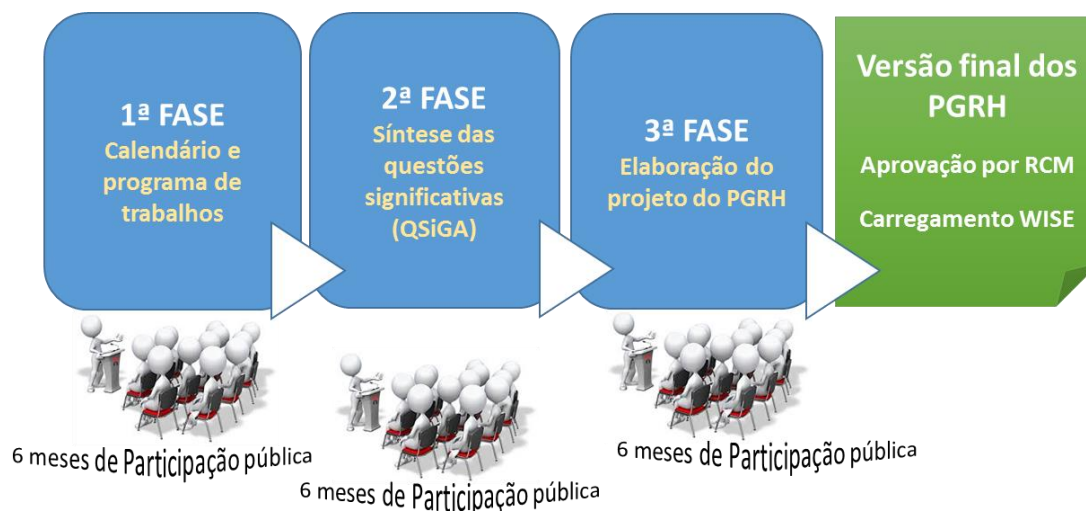 1ª FASE
Calendário e
programa de
trabalhos
2ª FASE
Síntese das
questões
significativas
(QSiGA)
3ª FASE
Elaboração do
projeto do PGRH
Versão final dos
PGRH
Aprovação por RCM
Carregamento WISE
6 meses de Participação pública
6 meses de Participação pública
6 meses de Participação pública